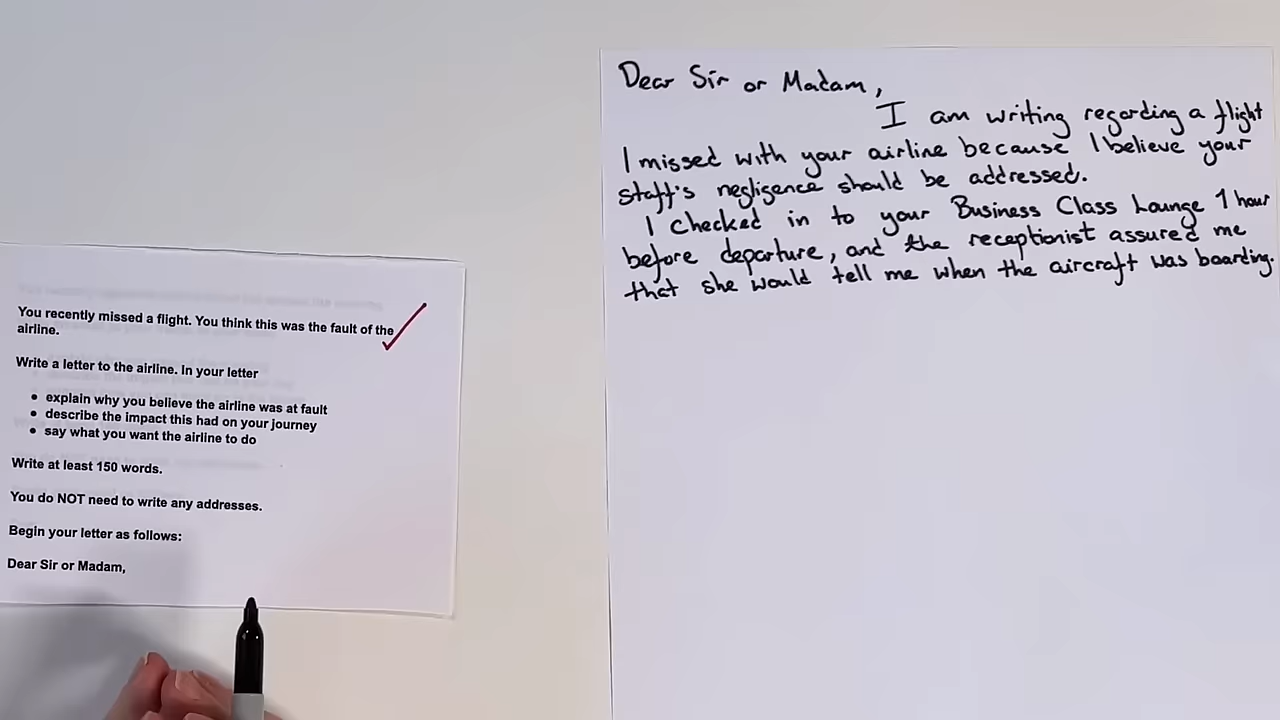 You recently missed a flight. You think this was the fault of the
airline.
Write a letter to the airline. In your letter
• explain why you believe the airline was at fault
• describe the impact this had on your journey
• say what you want the airline to do
Write at least 150 words.
You do NOT need to write any addresses.
Begin your letter as follows:
Dear Sir or Madam,
Dear Sir or Madam,
I am writing regarding a flight
I missed with your airline because I believe your
staff's negligence should be addressed.
I checked in to your Business Class Lounge 1 hour
before departure, and the receptionist assured me
that she would tell me when the aircraft was boarding.